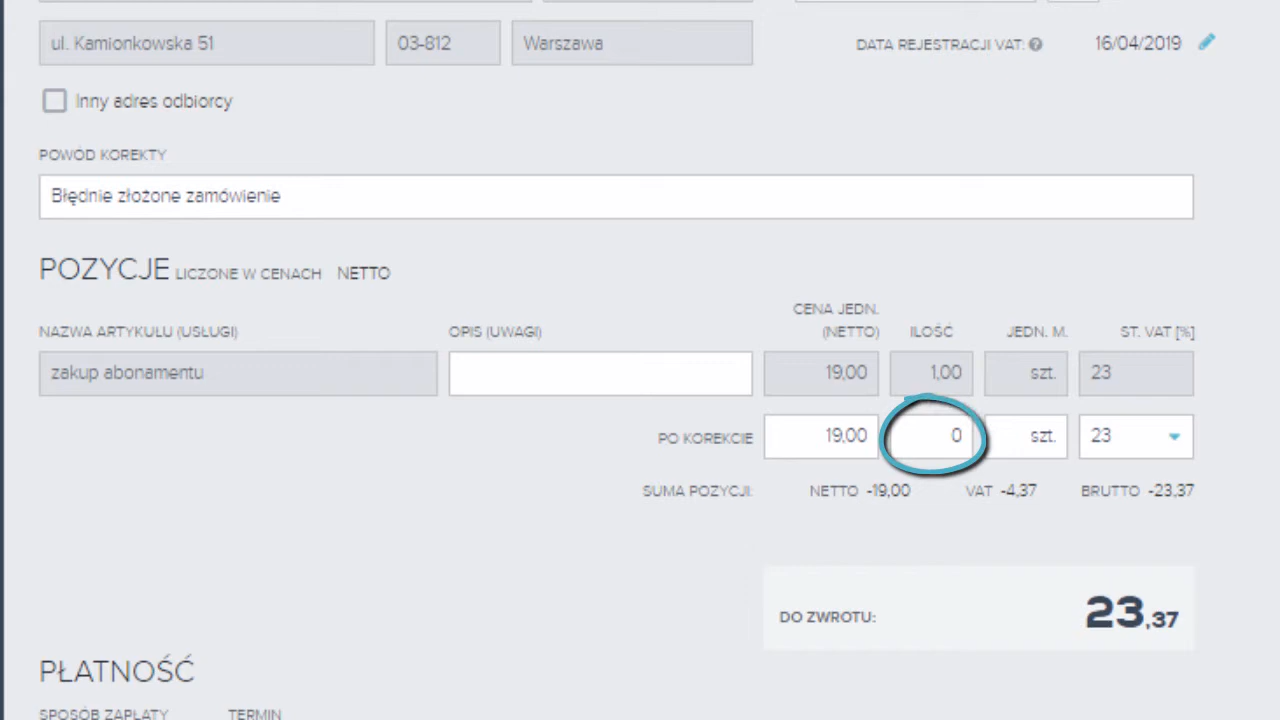 ul. Kamionkowska 51 03-812 Warszawa DATA REJESTRACJI VAT: ? 16/04/2019
Inny adres odbiorcy
POWÓD KOREKTY
Błędnie złożone zamówienie
POZYCJE LICZONE W CENACH NETTO
NAZWA ARTYKUŁU (USŁUGI) OPIS (UWAGI) CENA JEDN. (NETTO) ILOŚĆ JEDN. M. ST. VAT [%]
zakup abonamentu 19,00 1,00 szt. 23
PO KOREKCIE 19,00 0 szt. 23
SUMA POZYCJI: NETTO -19,00 VAT -4,37 BRUTTO -23,37
DO ZWROTU: 23,37
PŁATNOŚĆ
SPOSÓB ZAPŁATY TERMIN